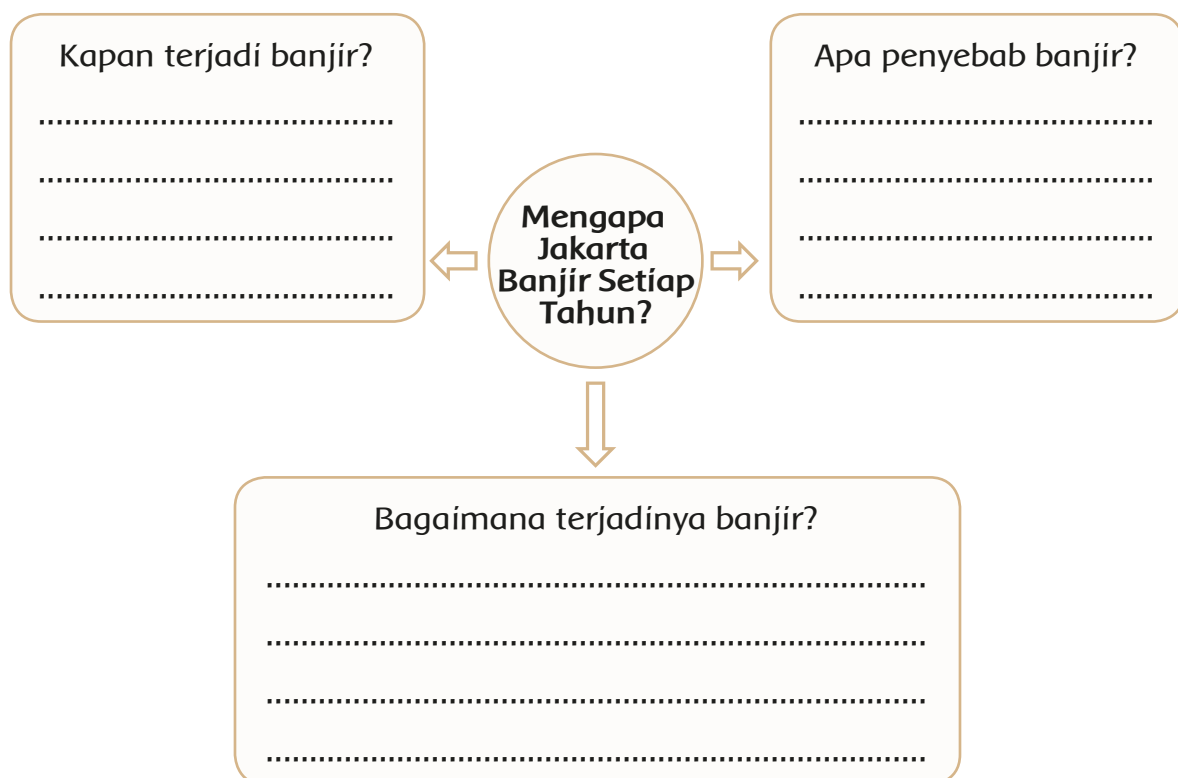 Kapan terjadi banjir?
........................................
........................................
........................................
........................................
Apa penyebab banjir?
........................................
........................................
........................................
........................................
Mengapa
Jakarta
Banjir Setiap
Tahun?
Bagaimana terjadinya banjir?
...........................................................................
...........................................................................
...........................................................................
...........................................................................